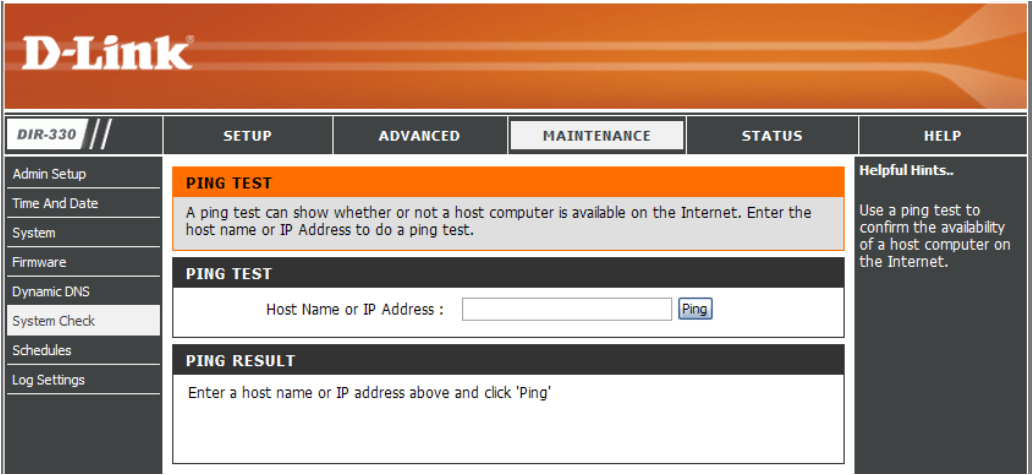 D-Link®
DIR-330 //
SETUP
ADVANCED
MAINTENANCE
STATUS
HELP
Admin Setup
Time And Date
System
Firmware
Dynamic DNS
System Check
Schedules
Log Settings
PING TEST
A ping test can show whether or not a host computer is available on the Internet. Enter the
host name or IP Address to do a ping test.
PING TEST
Host Name or IP Address :
Ping
PING RESULT
Enter a host name or IP address above and click 'Ping'
Helpful Hints..
Use a ping test to
confirm the availability
of a host computer on
the Internet.